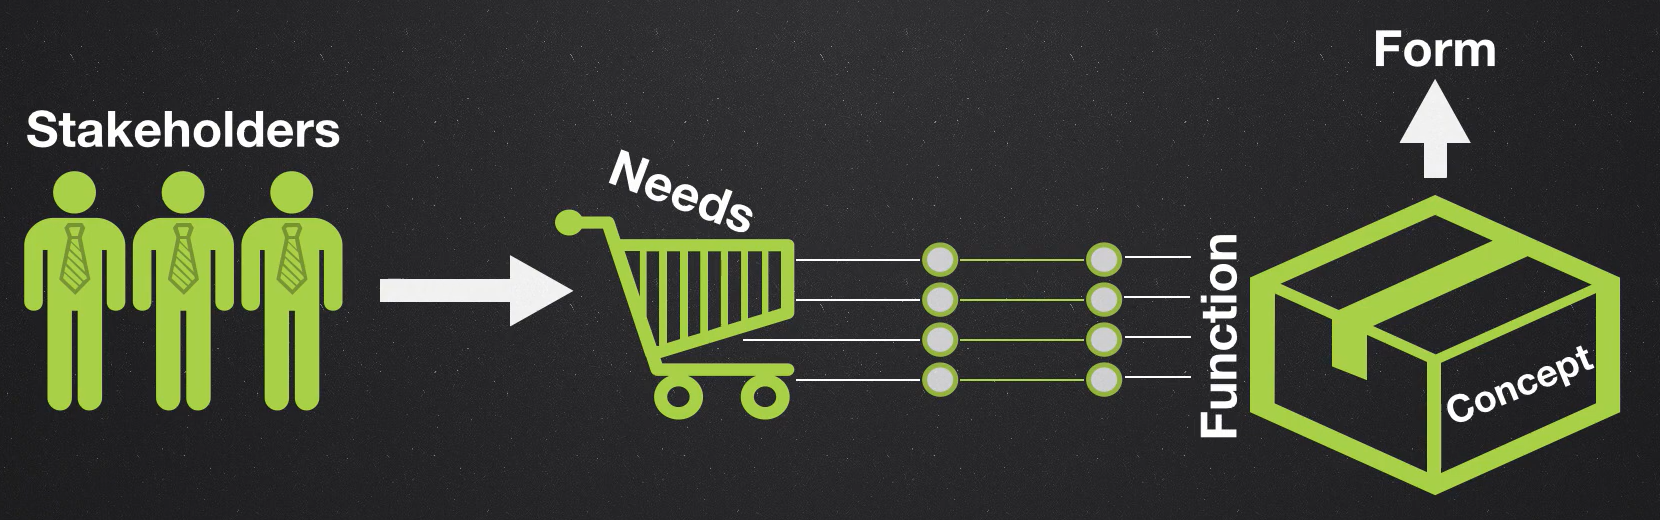 Stakeholders
Needs
Function
Form
Concept